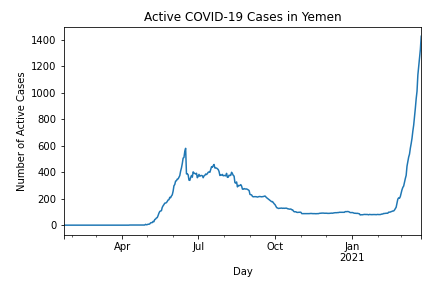 Active COVID-19 Cases in Yemen
Number of Active Cases
1400
1200
1000
800
600
400
200
0
Apr
Jul
Oct
Jan
2021
Day